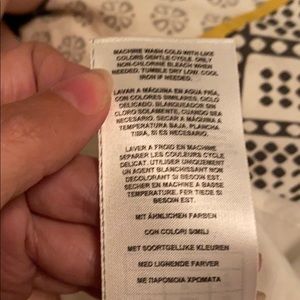 MACHINE WASH COLD WITH LIKE
COLORS GENTLE CYCLE. ONLY
NON-CHLORINE BLEACH WHEN
NEEDED. TUMBLE DRY LOW. COOL
IRON IF NEEDED.
LAVAR A MÁQUINA EN AGUA FRÍA,
CON COLORES SIMILARES, CICLO
DELICADO. BLANQUEADOR SIN
CLORO SOLAMENTE, CUANDO SEA
NECESARIO. SECAR A MÁQUINA A
TEMPERATURA BAJA. PLANCHA
TIBIA, SI ES NECESARIO.
LAVER A FROID EN MACHINE
SEPARER LES COULEURS CYCLE
DELICAT. UTILISER UNIQUEMENT
UN AGENT BLANCHISSANT NON
DECOLORANT SI BESOIN EST.
SECHER EN MACHINE A BASSE
TEMPERATURE. FER TIEDE SI
BESOIN EST.
MIT ÄHNLICHEN FARBEN
CON COLORI SIMILI
MET SOORTGELIJKE KLEUREN
MED LIGNENDE FARVER
ΜΕ ΠΑΡΟΜΟΙΑ ΧΡΩΜΑΤΑ